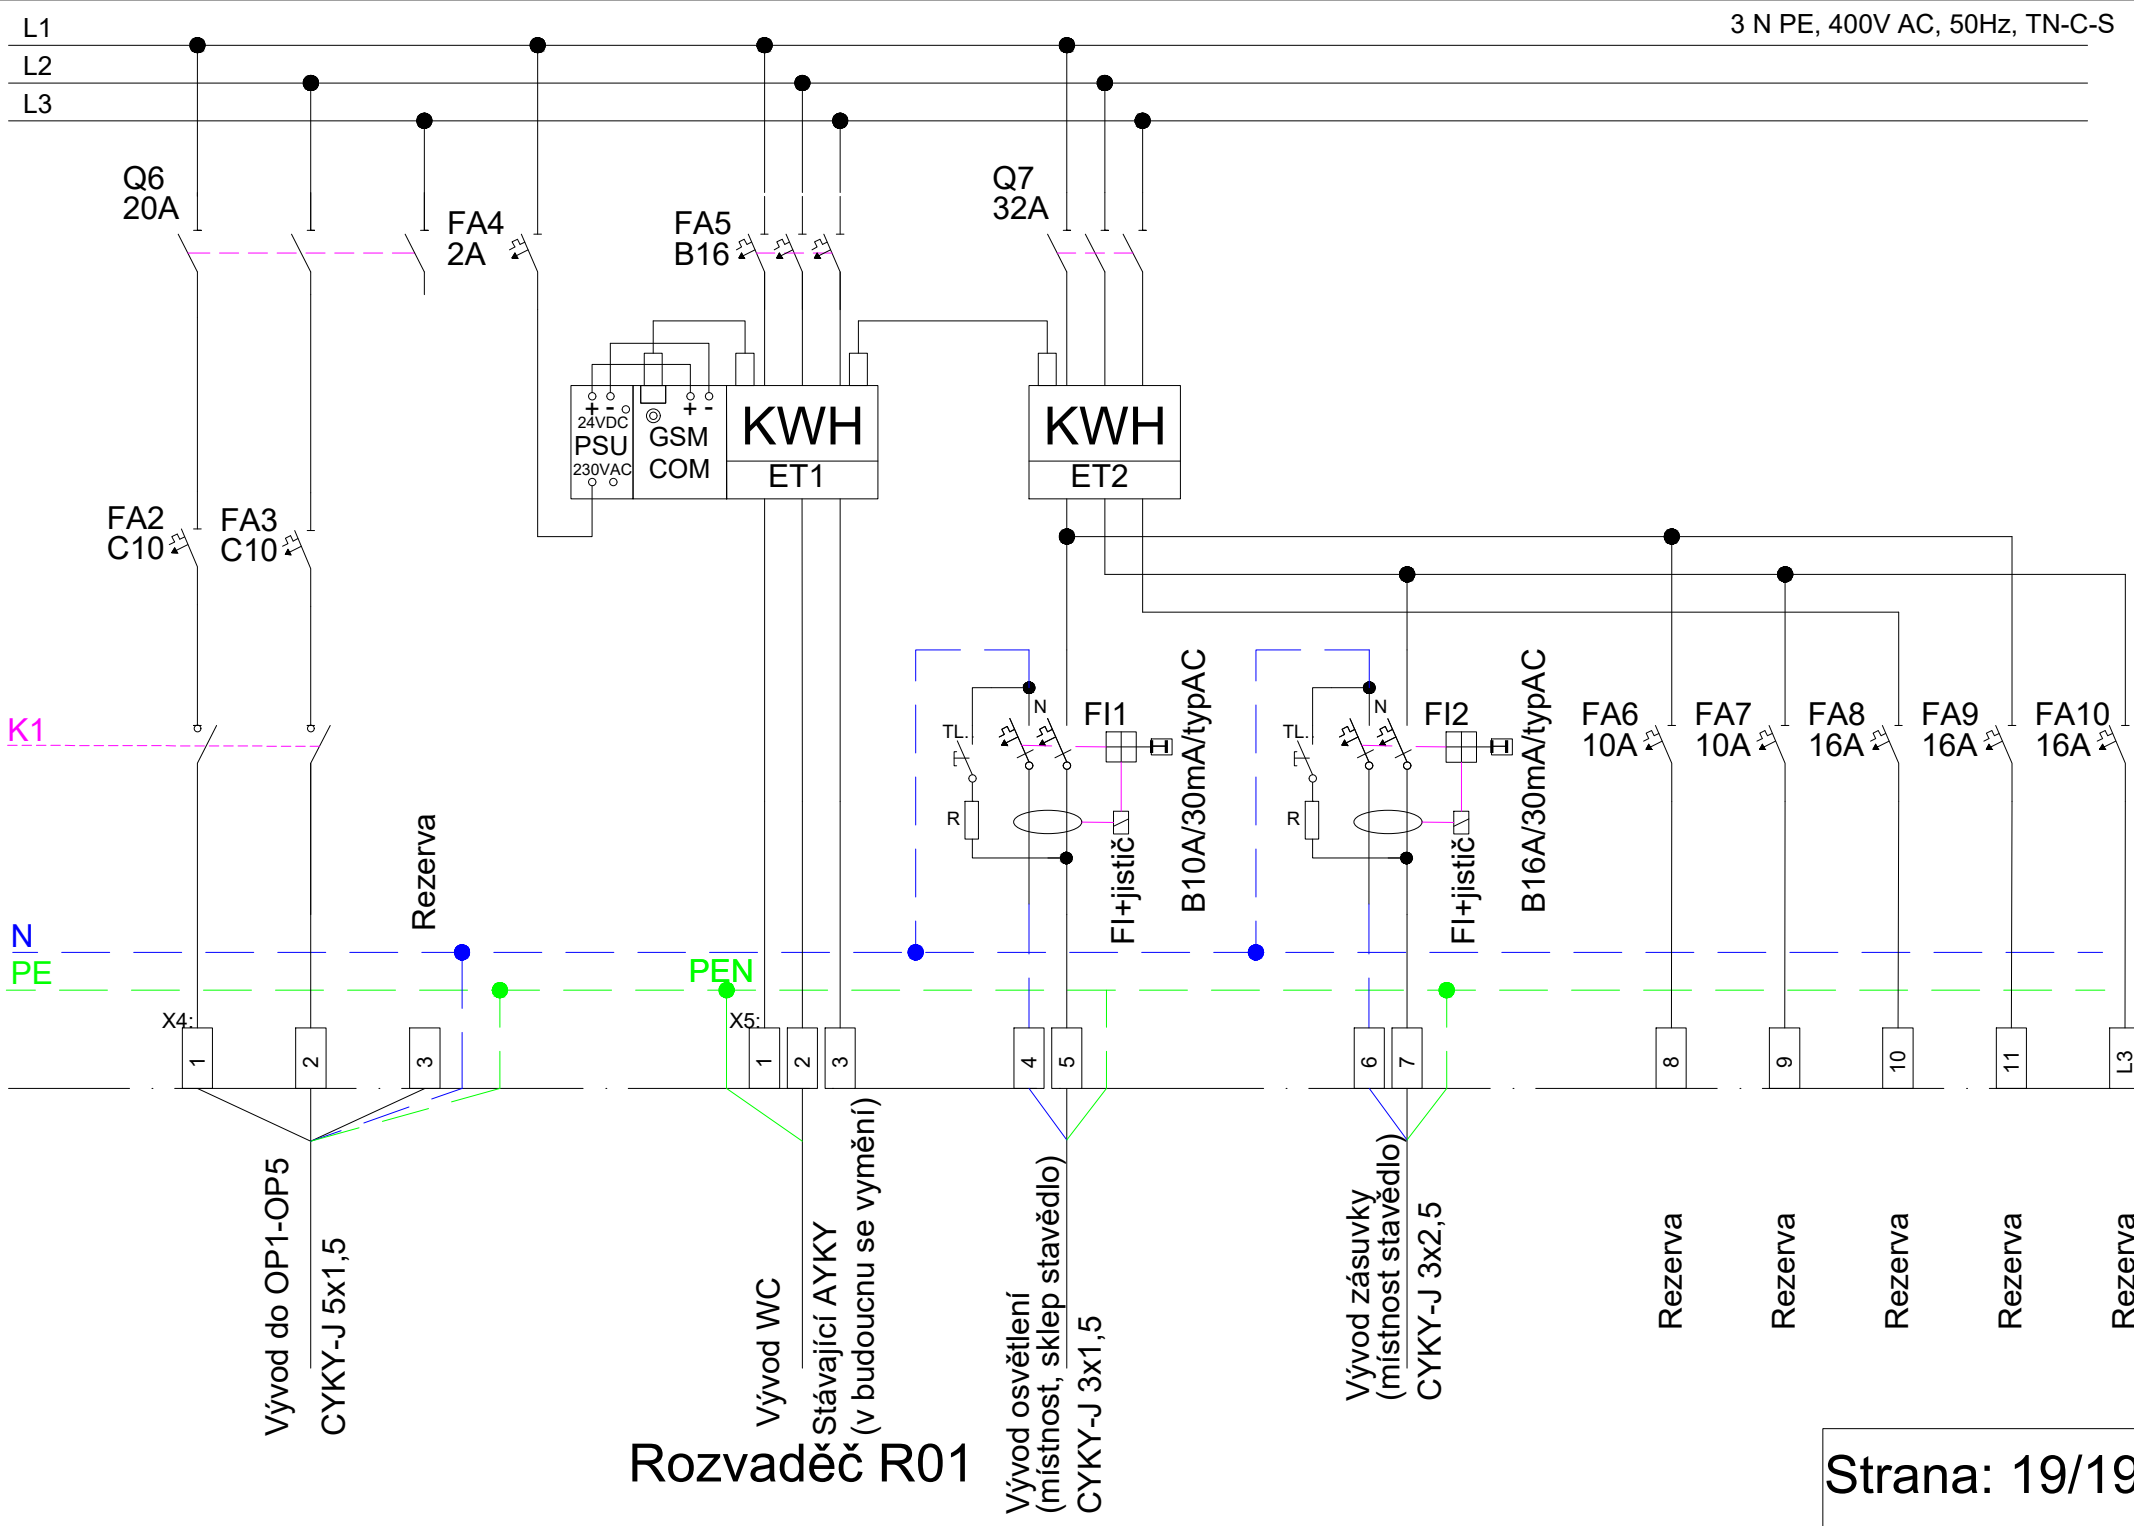 L1
3 N PE, 400V AC, 50Hz, TN-C-S
L2
L3
Q6
20A
FA4
2A
FA5
B16
Q7
32A
+ -
24VDC
PSU
230VAC
+ -
GSM
COM
KWH
ET1
KWH
ET2
FA2
C10
FA3
C10
K1
Rezerva
TL.
N
R
FI1
FI+jistič
B10A/30mA/typAC
TL.
N
R
FI2
FI+jistič
B16A/30mA/typAC
FA6
10A
FA7
10A
FA8
16A
FA9
16A
FA10
16A
N
PE
PEN
X4:
1
2
3
X5:
1
2
3
4
5
6
7
8
9
10
11
L3
Vývod do OP1-OP5
CYKY-J 5x1,5
Vývod WC
Stávající AYKY
(v budoucnu se vymění)
Vývod osvětlení
(místnost, sklep stavědlo)
CYKY-J 3x1,5
Vývod zásuvky
(místnost stavědlo)
CYKY-J 3x2,5
Rezerva
Rezerva
Rezerva
Rezerva
Rezerva
Rozvaděč R01
Strana: 19/19